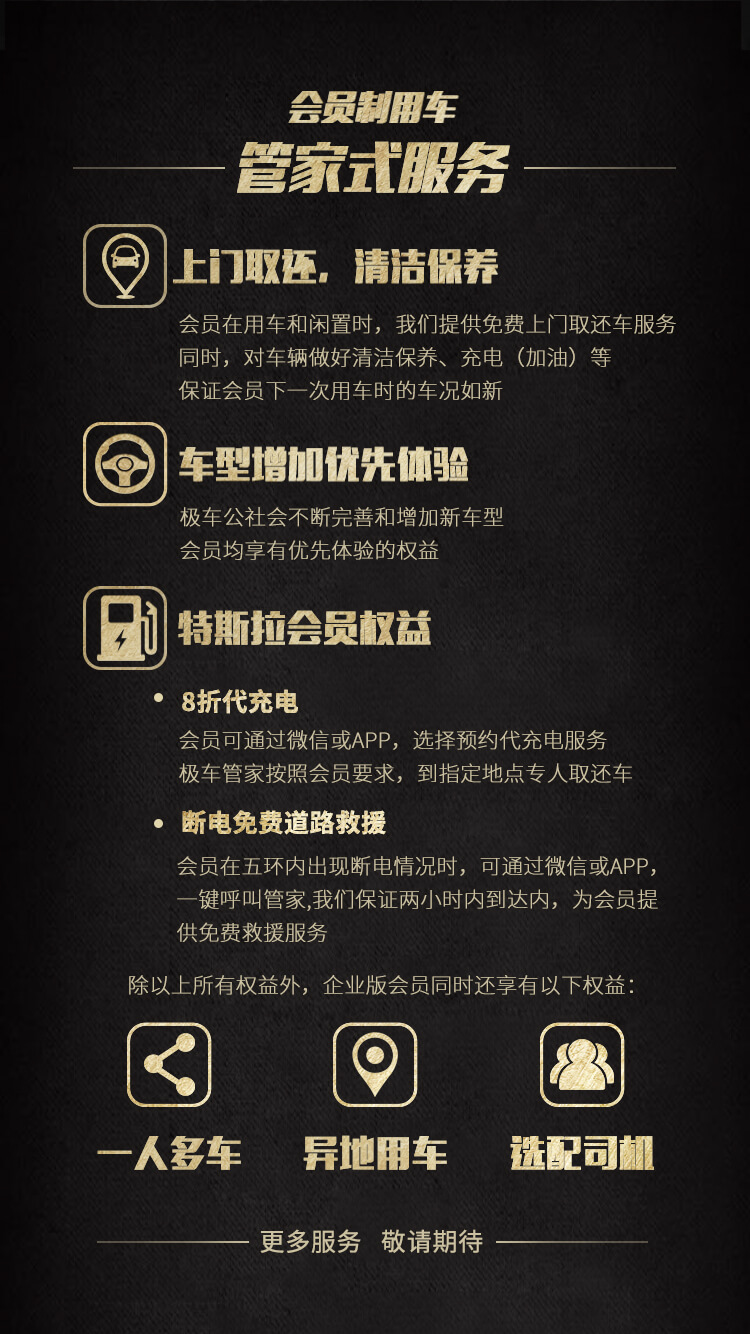 会员制用车
管家式服务
上门取还，清洁保养
会员在用车和闲置时，我们提供免费上门取还车服务
同时，对车辆做好清洁保养、充电（加油）等
保证会员下一次用车时的车况如新
车型增加优先体验
极车公社会不断完善和增加新车型
会员均享有优先体验的权益
特斯拉会员权益
• 8折代充电
会员可通过微信或APP，选择预约代充电服务
极车管家按照会员要求，到指定地点专人取还车
• 断电免费道路救援
会员在五环内出现断电情况时，可通过微信或APP，
一键呼叫管家,我们保证两小时内到达内，为会员提
供免费救援服务
除以上所有权益外，企业版会员同时还享有以下权益：
一人多车 异地用车 选配司机
更多服务 敬请期待